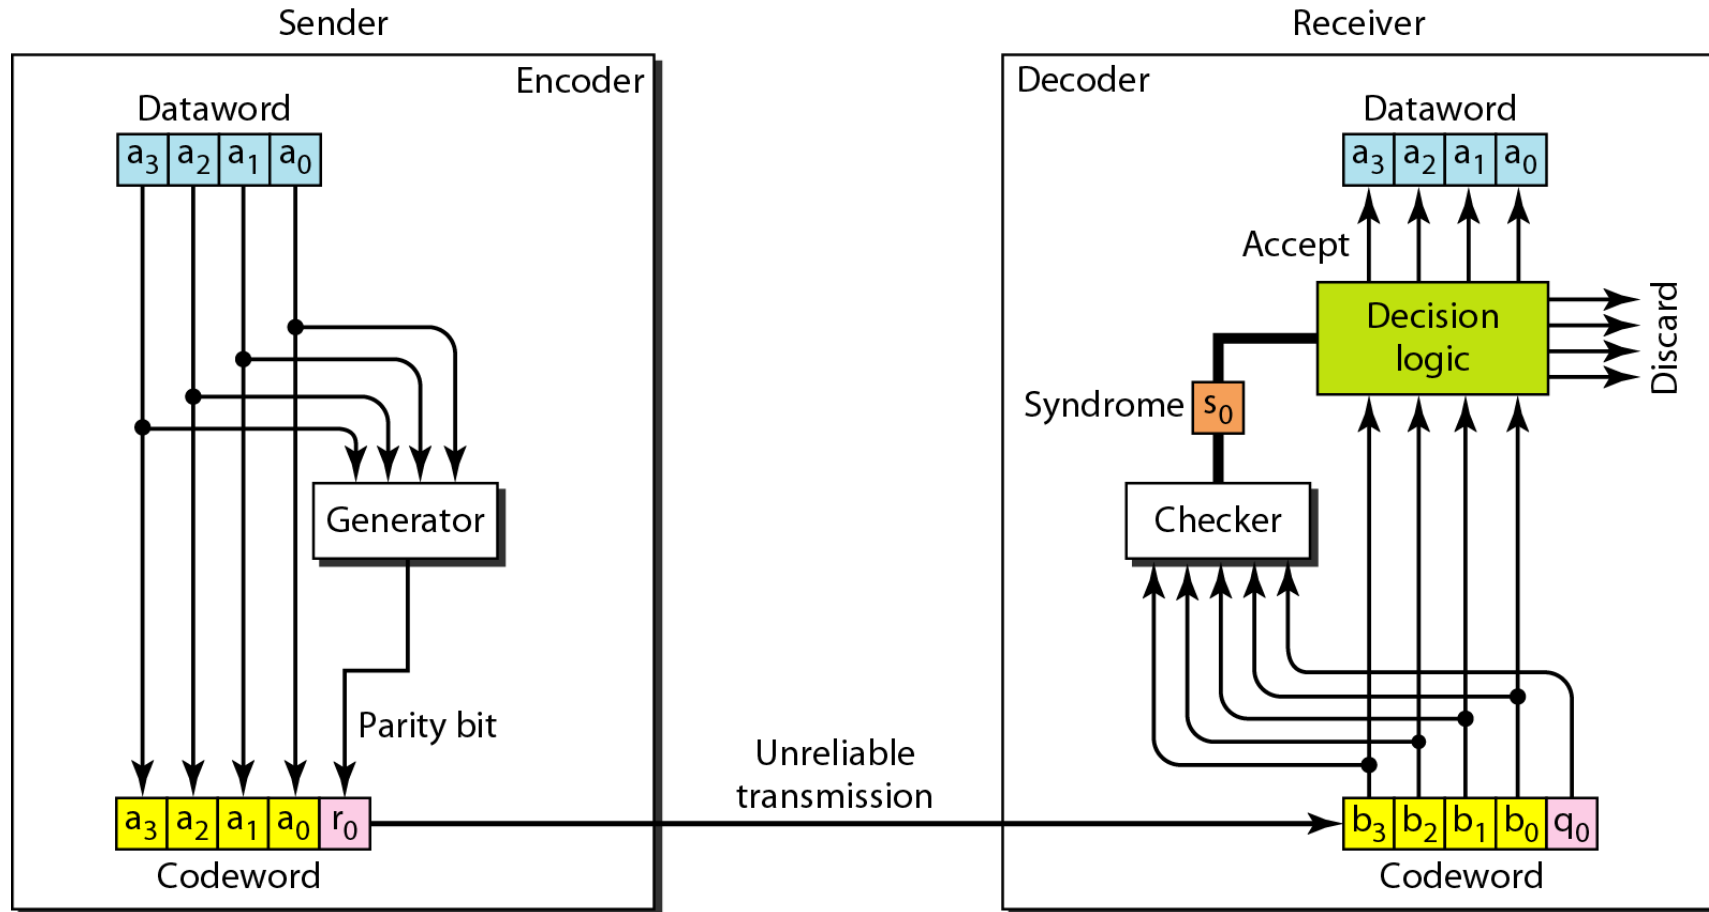 Sender
Encoder
Dataword
a3 a2 a1 a0
Generator
Parity bit
a3 a2 a1 a0 r0
Codeword
Unreliable
transmission
Receiver
Decoder
Dataword
a3 a2 a1 a0
Accept
Decision
logic
Discard
Syndrome s0
Checker
b3 b2 b1 b0 q0
Codeword